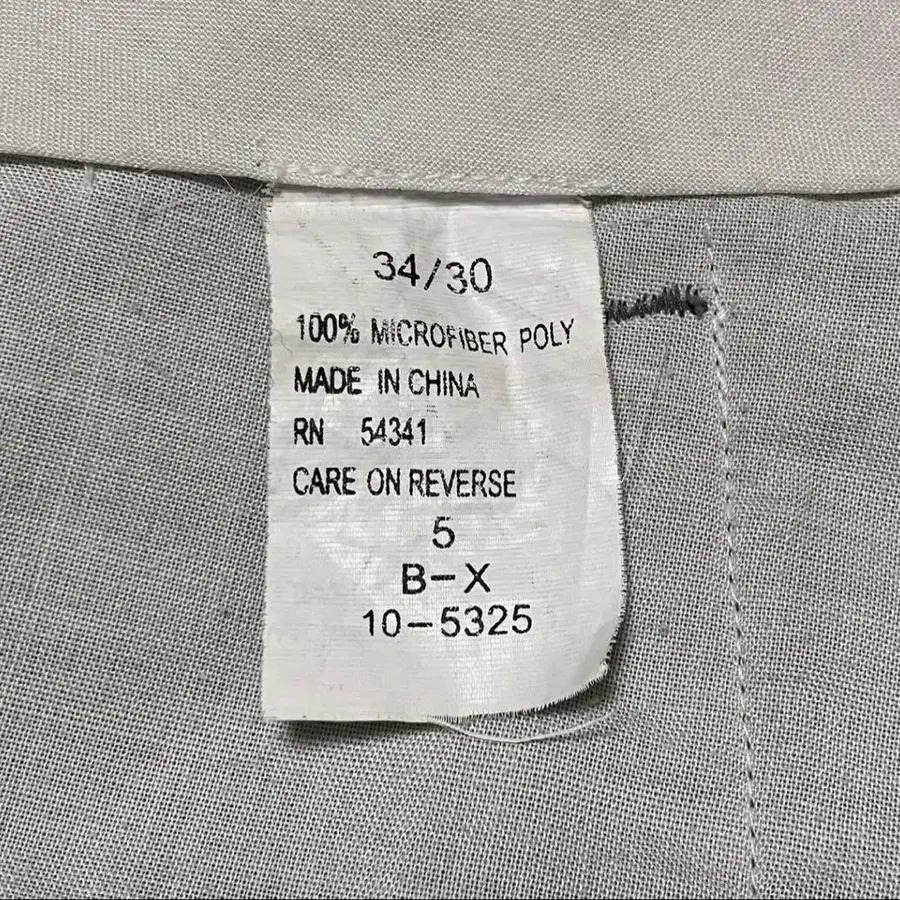 34/30
100% MICROFIBER POLY
MADE IN CHINA
RN 54341
CARE ON REVERSE
5
B-X
10-5325